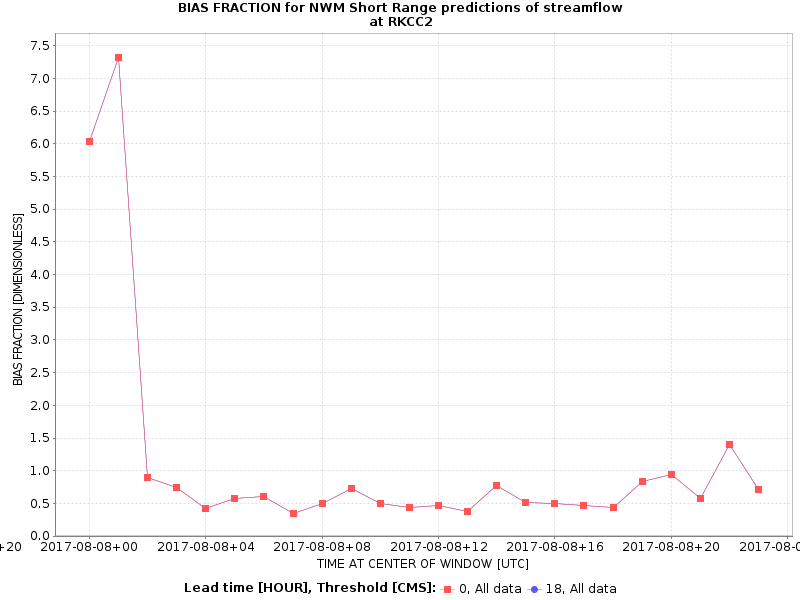 BIAS FRACTION for NWM Short Range predictions of streamflow
at RKCC2
BIAS FRACTION [DIMENSIONLESS]
7.5
7.0
6.5
6.0
5.5
5.0
4.5
4.0
3.5
3.0
2.5
2.0
1.5
1.0
0.5
0.0
+20 2017-08-08+00 2017-08-08+04 2017-08-08+08 2017-08-08+12 2017-08-08+16 2017-08-08+20 2017-08-0
TIME AT CENTER OF WINDOW [UTC]
Lead time [HOUR], Threshold [CMS]: 0, All data 18, All data